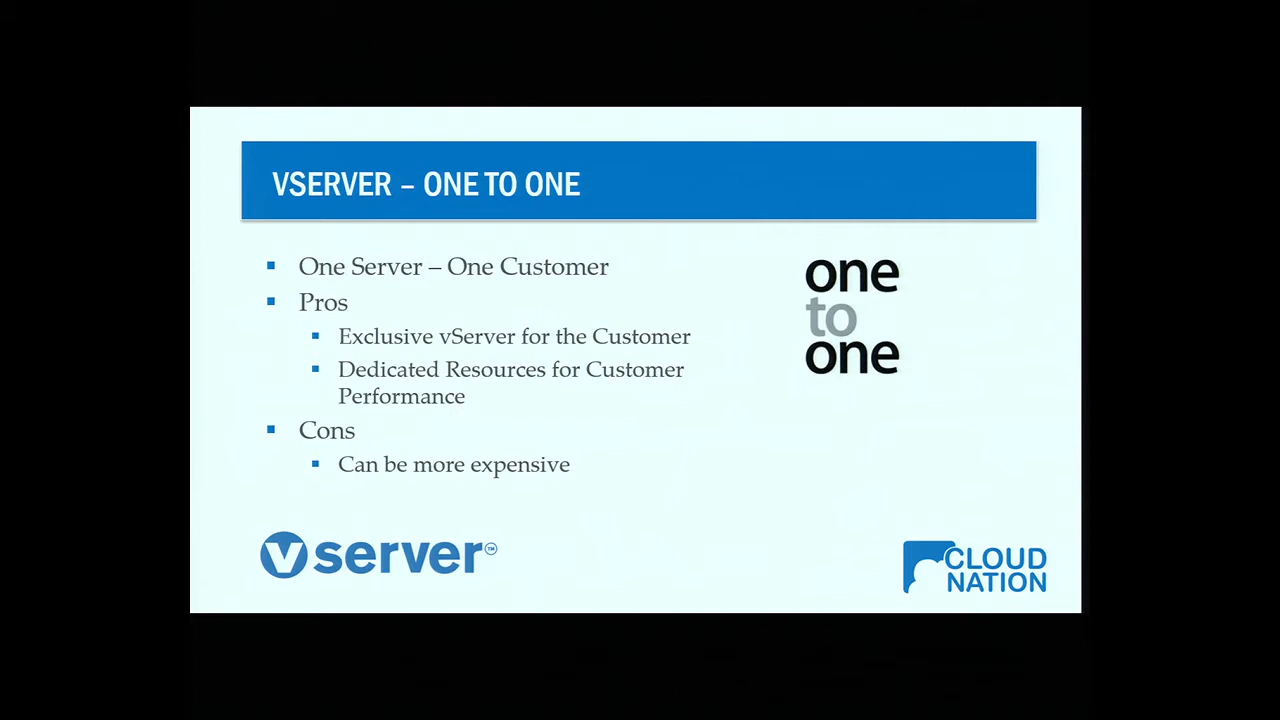 VSERVER – ONE TO ONE
One Server – One Customer
Pros
Exclusive vServer for the Customer
Dedicated Resources for Customer
Performance
Cons
Can be more expensive
one
to
one
vserver™
CLOUD
NATION